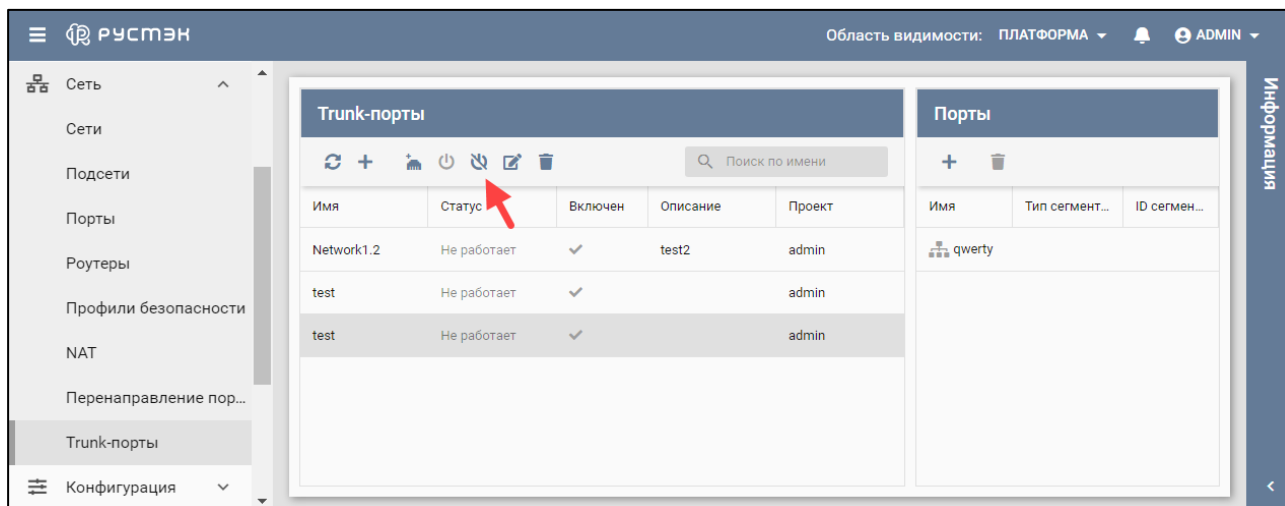 РУСТЭК
Область видимости: ПЛАТФОРМА
ADMIN
Сеть
Сети
Подсети
Порты
Роутеры
Профили безопасности
NAT
Перенаправление пор...
Trunk-порты
Конфигурация
Trunk-порты
Поиск по имени
Имя Статус Включен Описание Проект
Network1.2 Не работает test2 admin
test Не работает admin
test Не работает admin
Порты
Имя Тип сегмент... ID сегмен...
qwerty
Информация